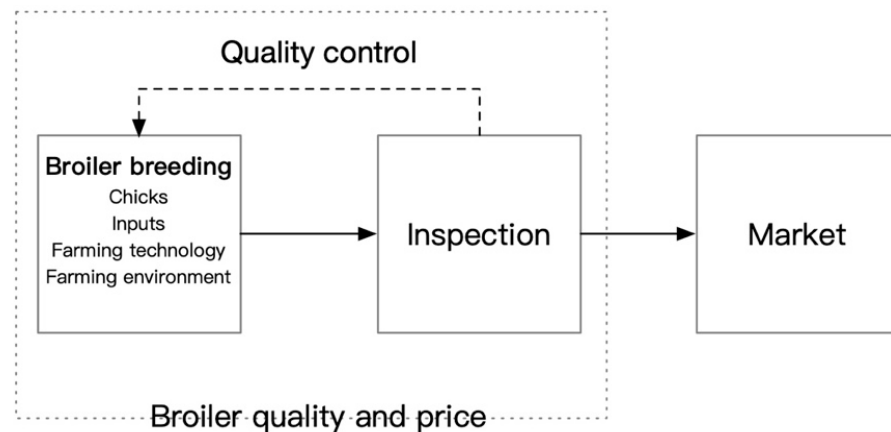 Quality control
Broiler breeding
Chicks
Inputs
Farming technology
Farming environment
Inspection
Market
Broiler quality and price